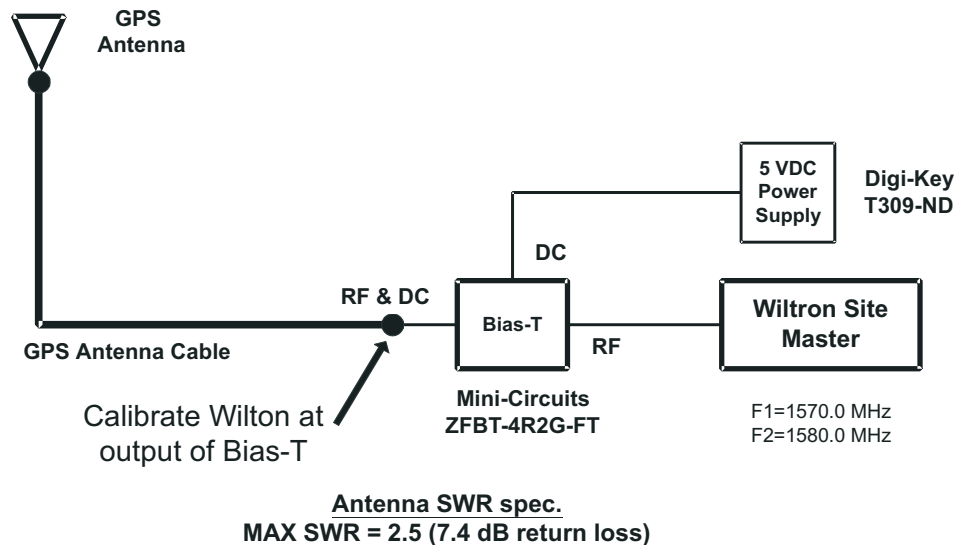 GPS
Antenna
5 VDC
Power
Supply
Digi-Key
T309-ND
DC
RF & DC
Bias-T
RF
Wiltron Site
Master
GPS Antenna Cable
Mini-Circuits
ZFBT-4R2G-FT
F1=1570.0 MHz
F2=1580.0 MHz
Calibrate Wilton at
output of Bias-T
Antenna SWR spec.
MAX SWR = 2.5 (7.4 dB return loss)